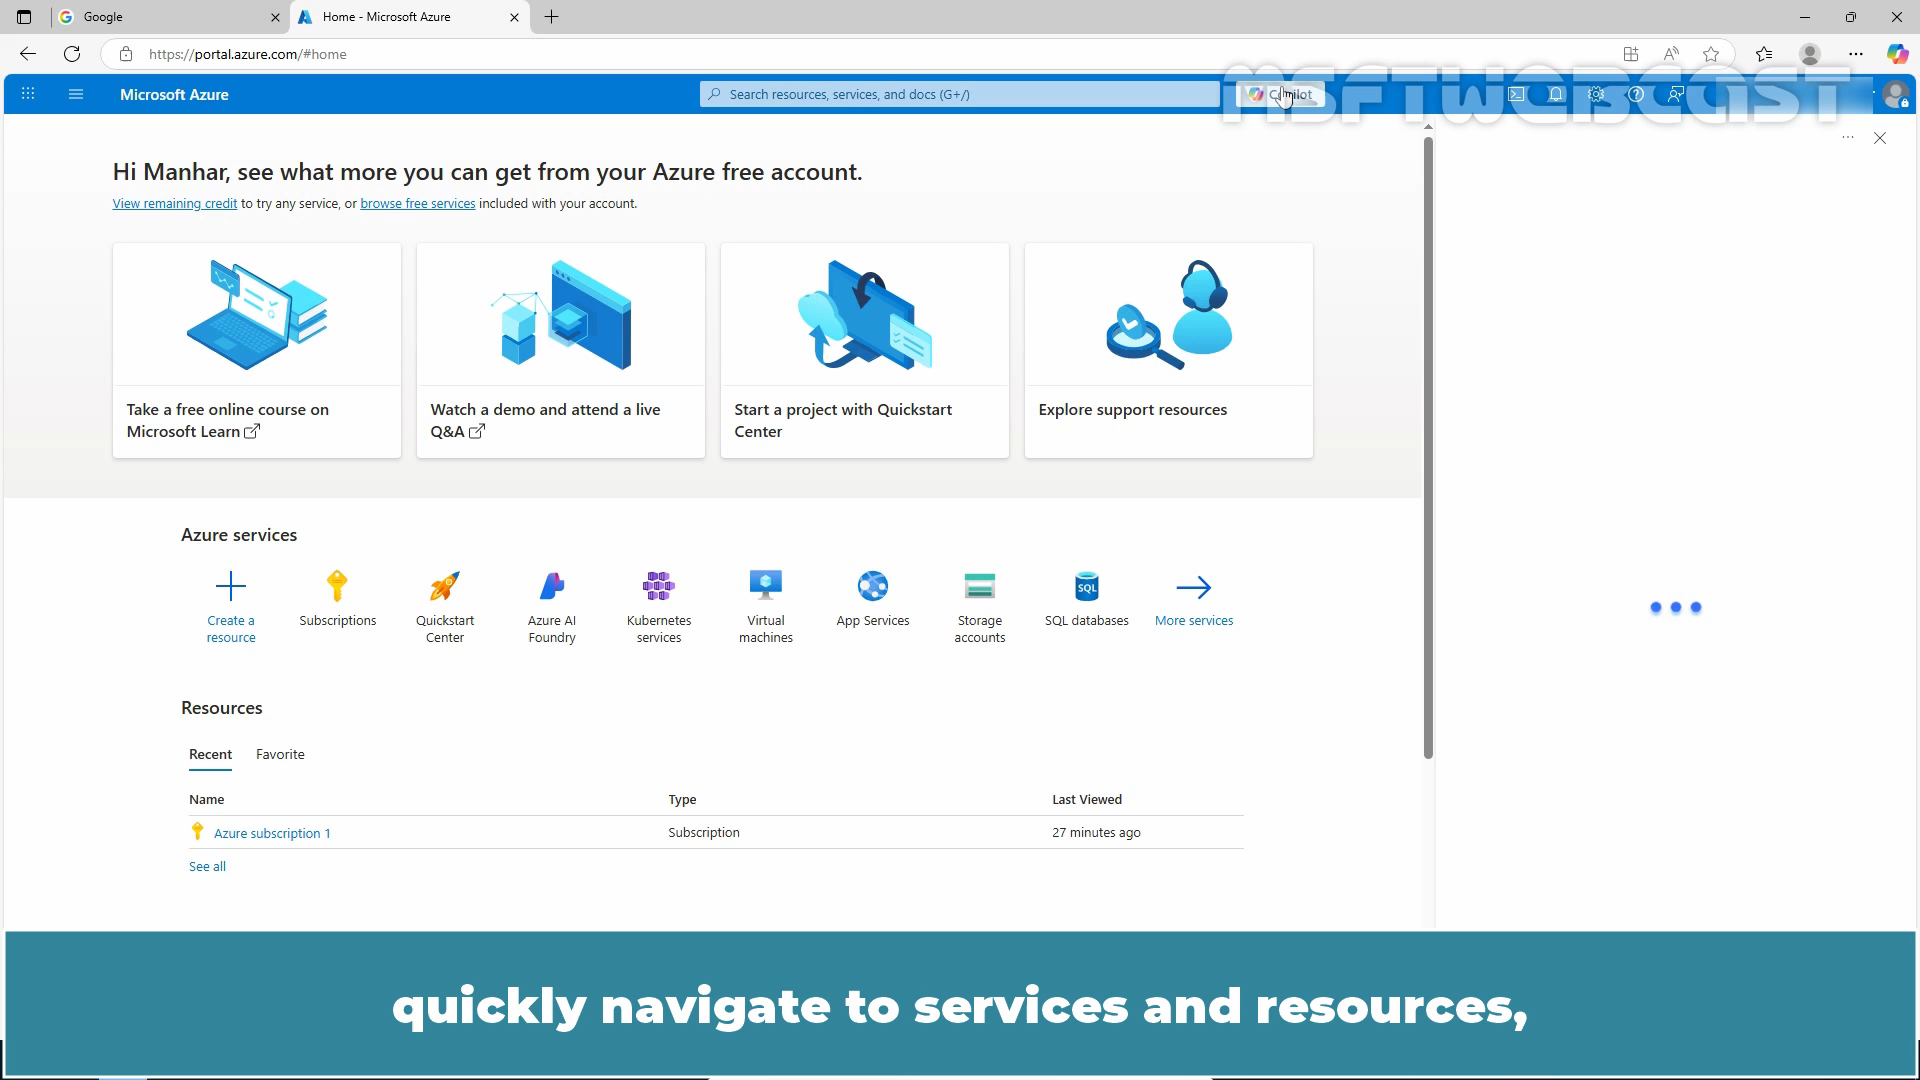 Google
Home - Microsoft Azure
https://portal.azure.com/#home
Microsoft Azure
Search resources, services, and docs (G+/)
Copilot
MSFTWEBCAST
Hi Manhar, see what more you can get from your Azure free account.
View remaining credit to try any service, or browse free services included with your account.
Take a free online course on
Microsoft Learn
Watch a demo and attend a live
Q&A
Start a project with Quickstart
Center
Explore support resources
Azure services
Create a
resource
Subscriptions
Quickstart
Center
Azure AI
Foundry
Kubernetes
services
Virtual
machines
App Services
Storage
accounts
SQL
SQL databases
More services
Resources
Recent
Favorite
Name
Type
Last Viewed
Azure subscription 1
Subscription
27 minutes ago
See all
quickly navigate to services and resources,